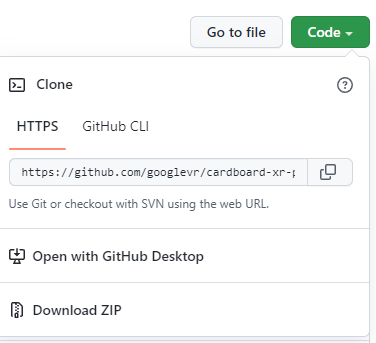 Go to file
Code
Clone
HTTPS
GitHub CLI
https://github.com/googlevr/cardboard-xr-p
Use Git or checkout with SVN using the web URL.
Open with GitHub Desktop
Download ZIP